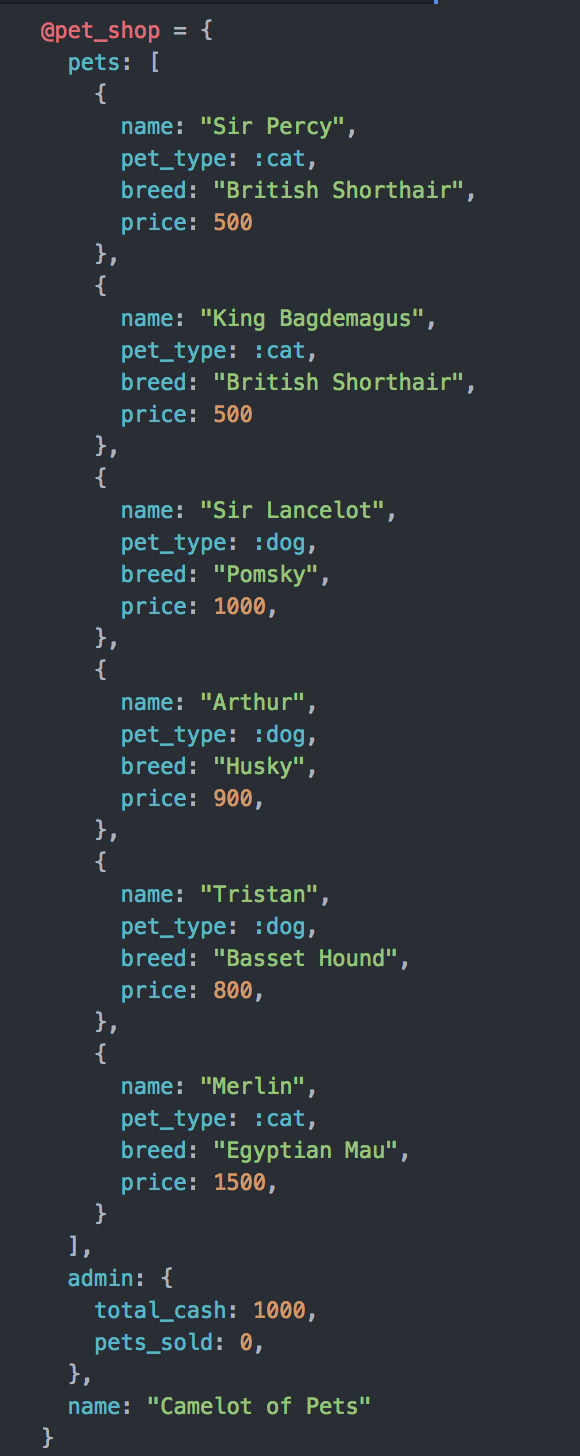 @pet_shop = {
  pets: [
    {
      name: "Sir Percy",
      pet_type: :cat,
      breed: "British Shorthair",
      price: 500
    },
    {
      name: "King Bagdemagus",
      pet_type: :cat,
      breed: "British Shorthair",
      price: 500
    },
    {
      name: "Sir Lancelot",
      pet_type: :dog,
      breed: "Pomsky",
      price: 1000,
    },
    {
      name: "Arthur",
      pet_type: :dog,
      breed: "Husky",
      price: 900,
    },
    {
      name: "Tristan",
      pet_type: :dog,
      breed: "Basset Hound",
      price: 800,
    },
    {
      name: "Merlin",
      pet_type: :cat,
      breed: "Egyptian Mau",
      price: 1500,
    }
  ],
  admin: {
    total_cash: 1000,
    pets_sold: 0,
  },
  name: "Camelot of Pets"
}